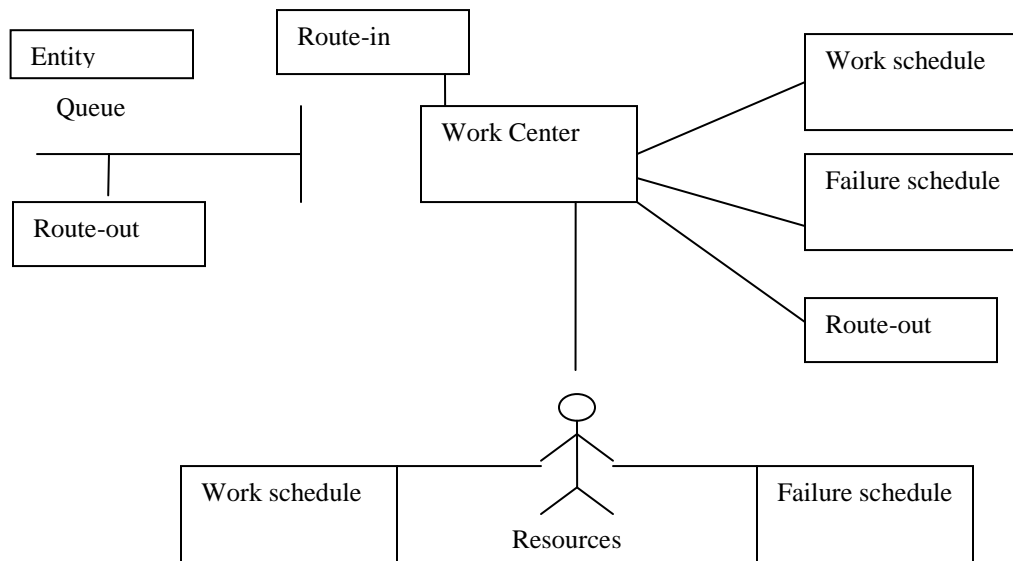 Route-in
Entity
Work schedule
Queue
Work Center
Failure schedule
Route-out
Route-out
Work schedule
Failure schedule
Resources